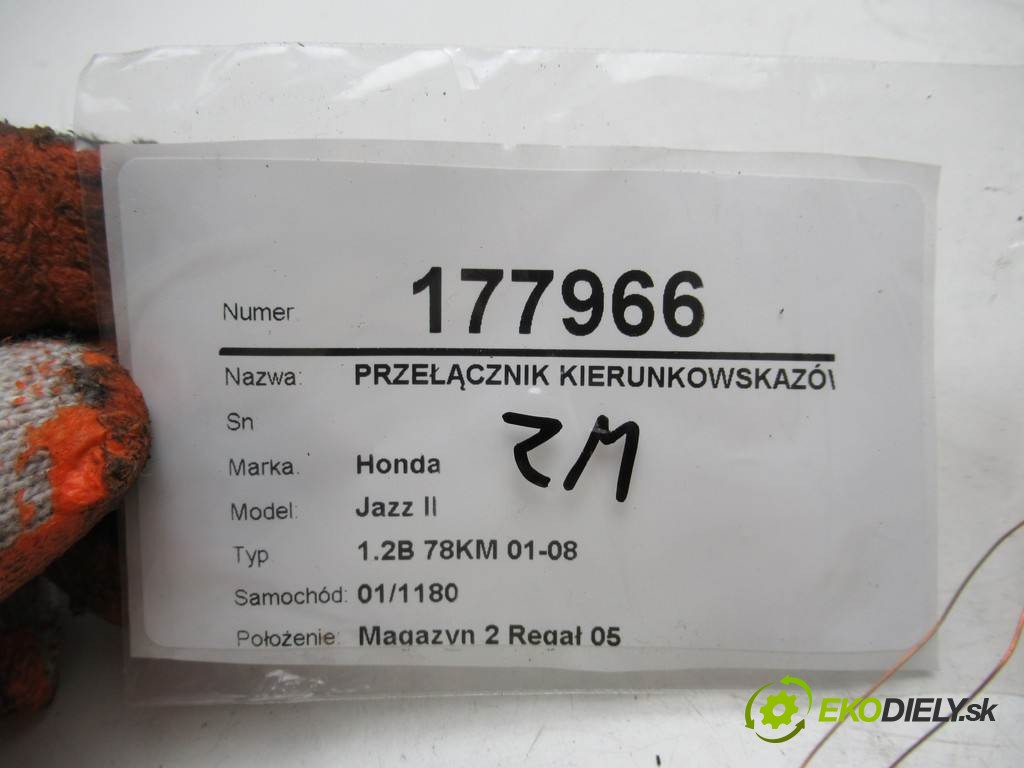 Numer 177966
Nazwa: PRZEŁĄCZNIK KIERUNKOWSKAZÓ
Sn
ZM
Marka. Honda
Model: Jazz II
Typ 1.2B 78KM 01-08
Samochód: 01/1180
Położenie: Magazyn 2 Regał 05
EKODIELY.sk